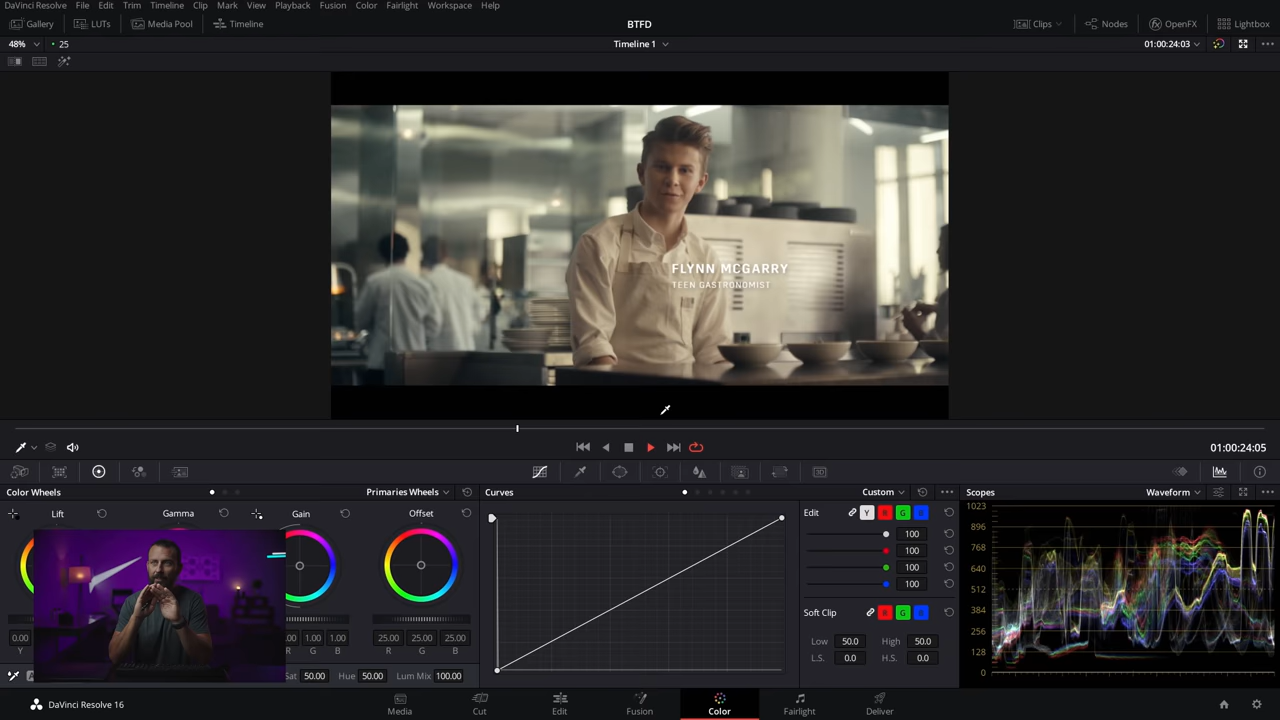 DaVinci Resolve File Edit Trim Timeline Clip Mark View Playback Fusion Color Fairlight Workspace Help
Gallery LUTs Media Pool Timeline BTFD Clips Nodes OpenFX Lightbox
48% 25 Timeline 1 01:00:24:03
FLYNN MCGARRY
TEEN GASTRONOMIST
01:00:24:05
Color Wheels Primaries Wheels Curves Custom Scopes Waveform
Lift Gamma Gain Offset
Edit Y R G B
100
100
100
100
Soft Clip R G B
Low 50.0 High 50.0
L.S. 0.0 H.S. 0.0
1023
896
768
640
512
384
256
128
0
0.00 1.00 1.00 25.00 25.00 25.00
Y R G B R G B
Sat 50.00 Hue 50.00 Lum Mix 100.00
DaVinci Resolve 16 Media Cut Edit Fusion Color Fairlight Deliver